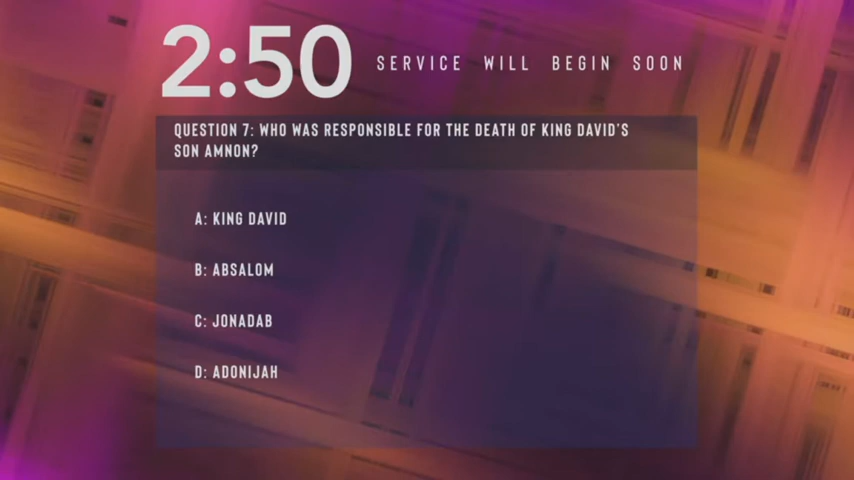 2:50 SERVICE WILL BEGIN SOON
QUESTION 7: WHO WAS RESPONSIBLE FOR THE DEATH OF KING DAVID'S
SON AMNON?
A: KING DAVID
B: ABSALOM
C: JONADAB
D: ADONIJAH